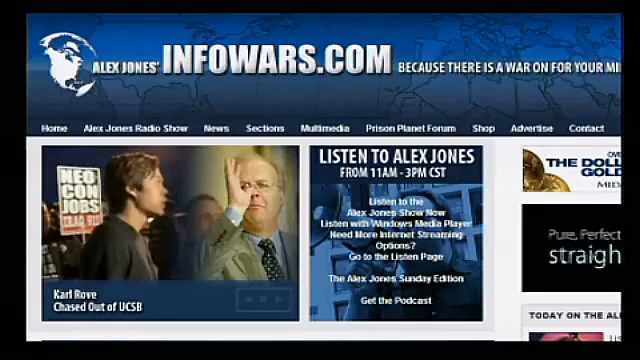 ALEX JONES' INFOWARS.COM BECAUSE THERE IS A WAR ON FOR YOUR MI
Home Alex Jones Radio Show News Sections Multimedia Prison Planet Forum Shop Advertise Contact
NEO
CON
JOBS
Karl Rove
Chased Out of UCSB
LISTEN TO ALEX JONES
FROM 11AM - 3PM CST
Listen to the
Alex Jones Show Now
Listen with Windows Media Player
Need More Internet Streaming
Options?
Go to the Listen Page
The Alex Jones Sunday Edition
Get the Podcast
OVE
THE DOLL
GOLD
MID
Pure, Perfect
straigh
TODAY ON THE AL